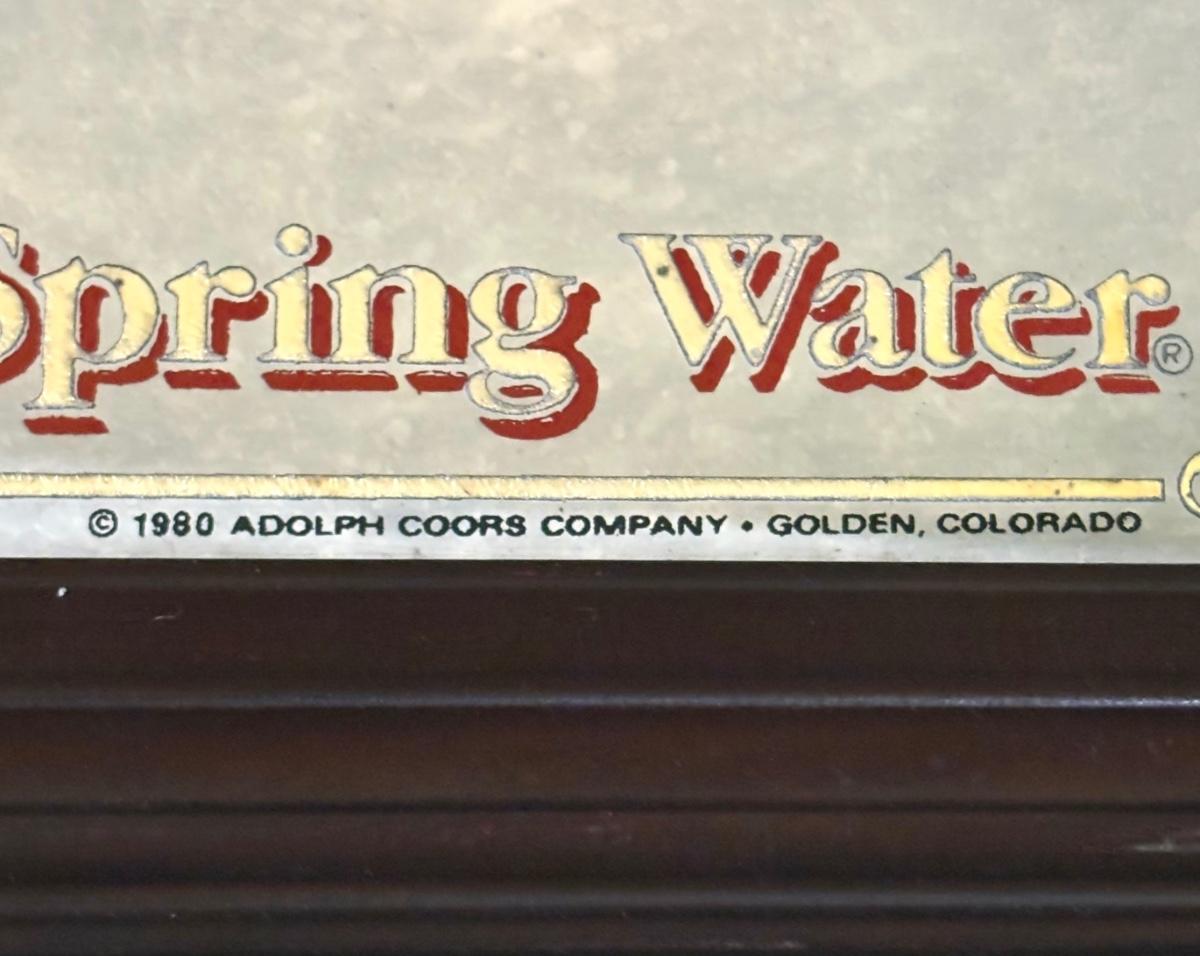 Spring Water®
© 1980 ADOLPH COORS COMPANY • GOLDEN, COLORADO